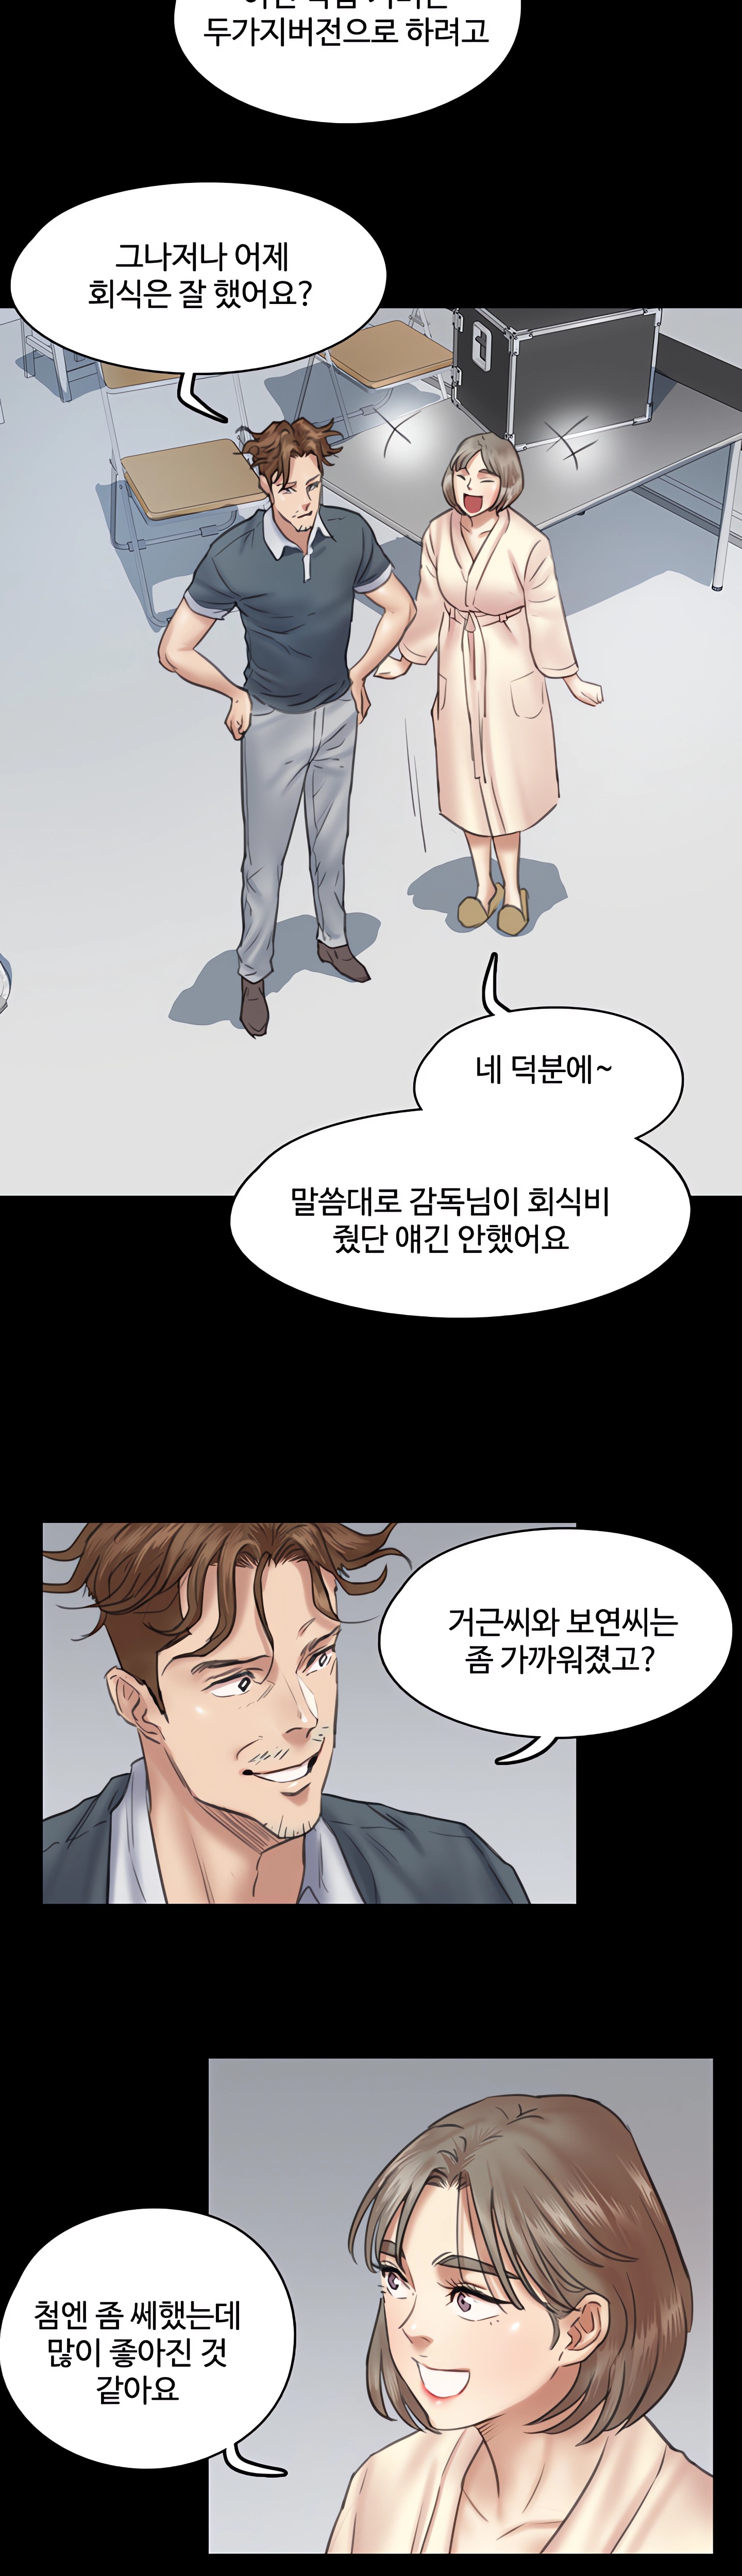 두가지버전으로 하려고
그나저나 어제
회식은 잘 했어요?
네 덕분에~
말씀대로 감독님이 회식비
줬단 얘긴 안했어요
거근씨와 보연씨는
좀 가까워졌고?
첨엔 좀 쎄했는데
많이 좋아진 것
같아요